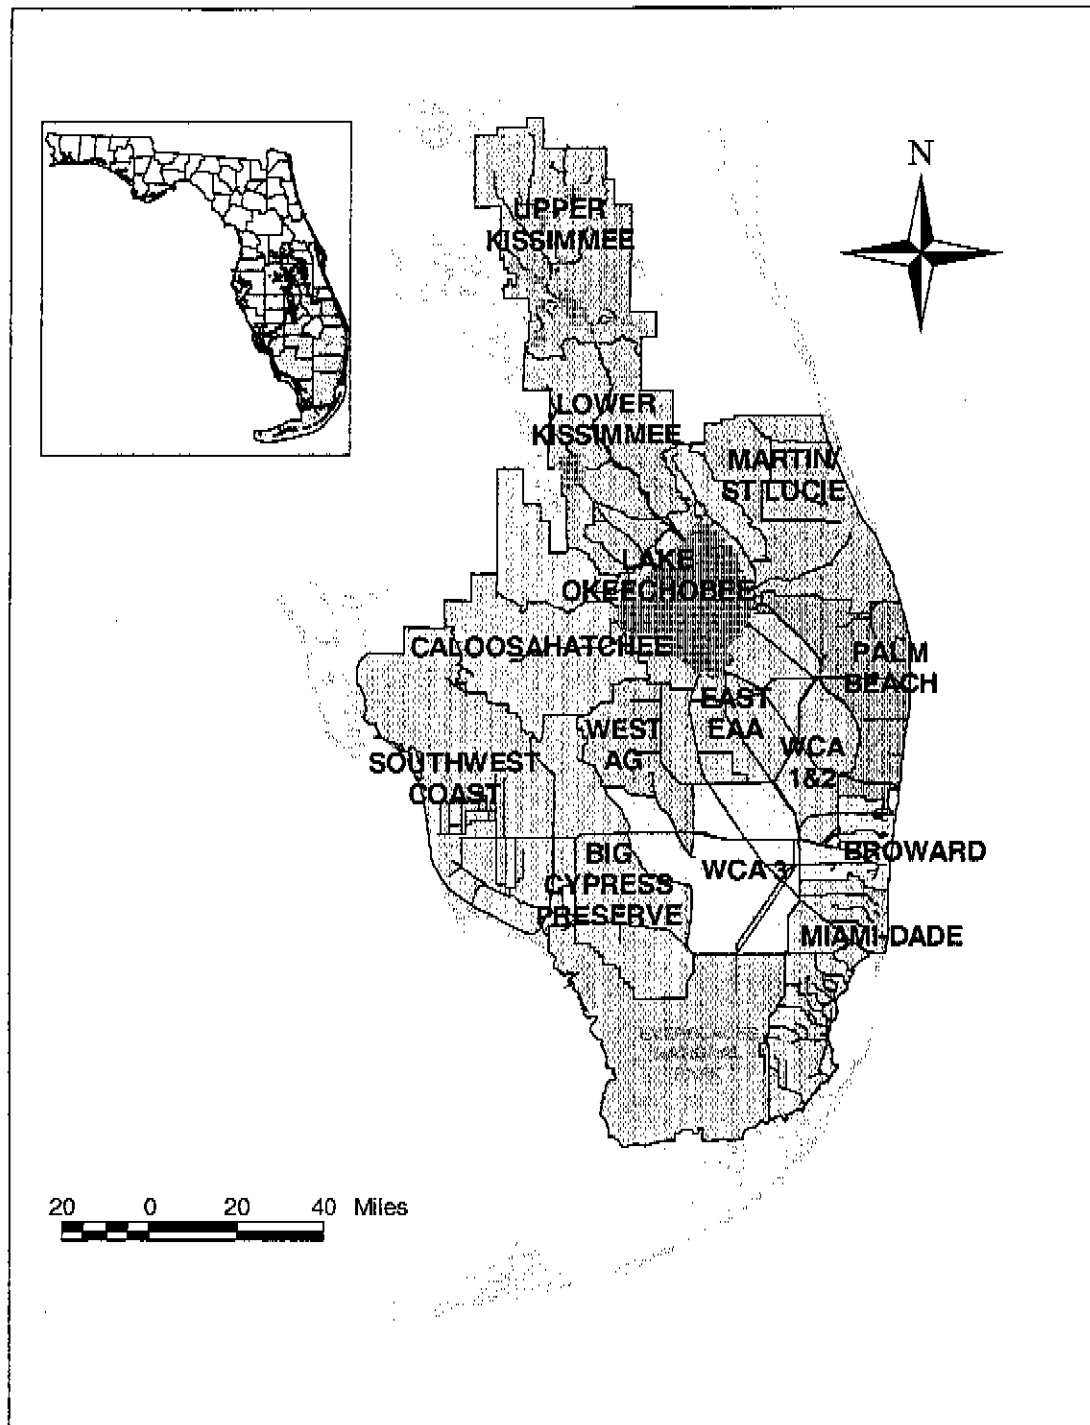 N
UPPER
KISSIMMEE
LOWER
KISSIMMEE
MARTIN/
ST LUCIE
LAKE
OKEECHOBEE
CALOOSAHATCHEE
PALM
BEACH
EAST
EAA
WEST
AG
WCA
1&2
SOUTHWEST
COAST
BROWARD
BIG
CYPRESS
PRESERVE
WCA 3
MIAMI-DADE
20 0 20 40 Miles